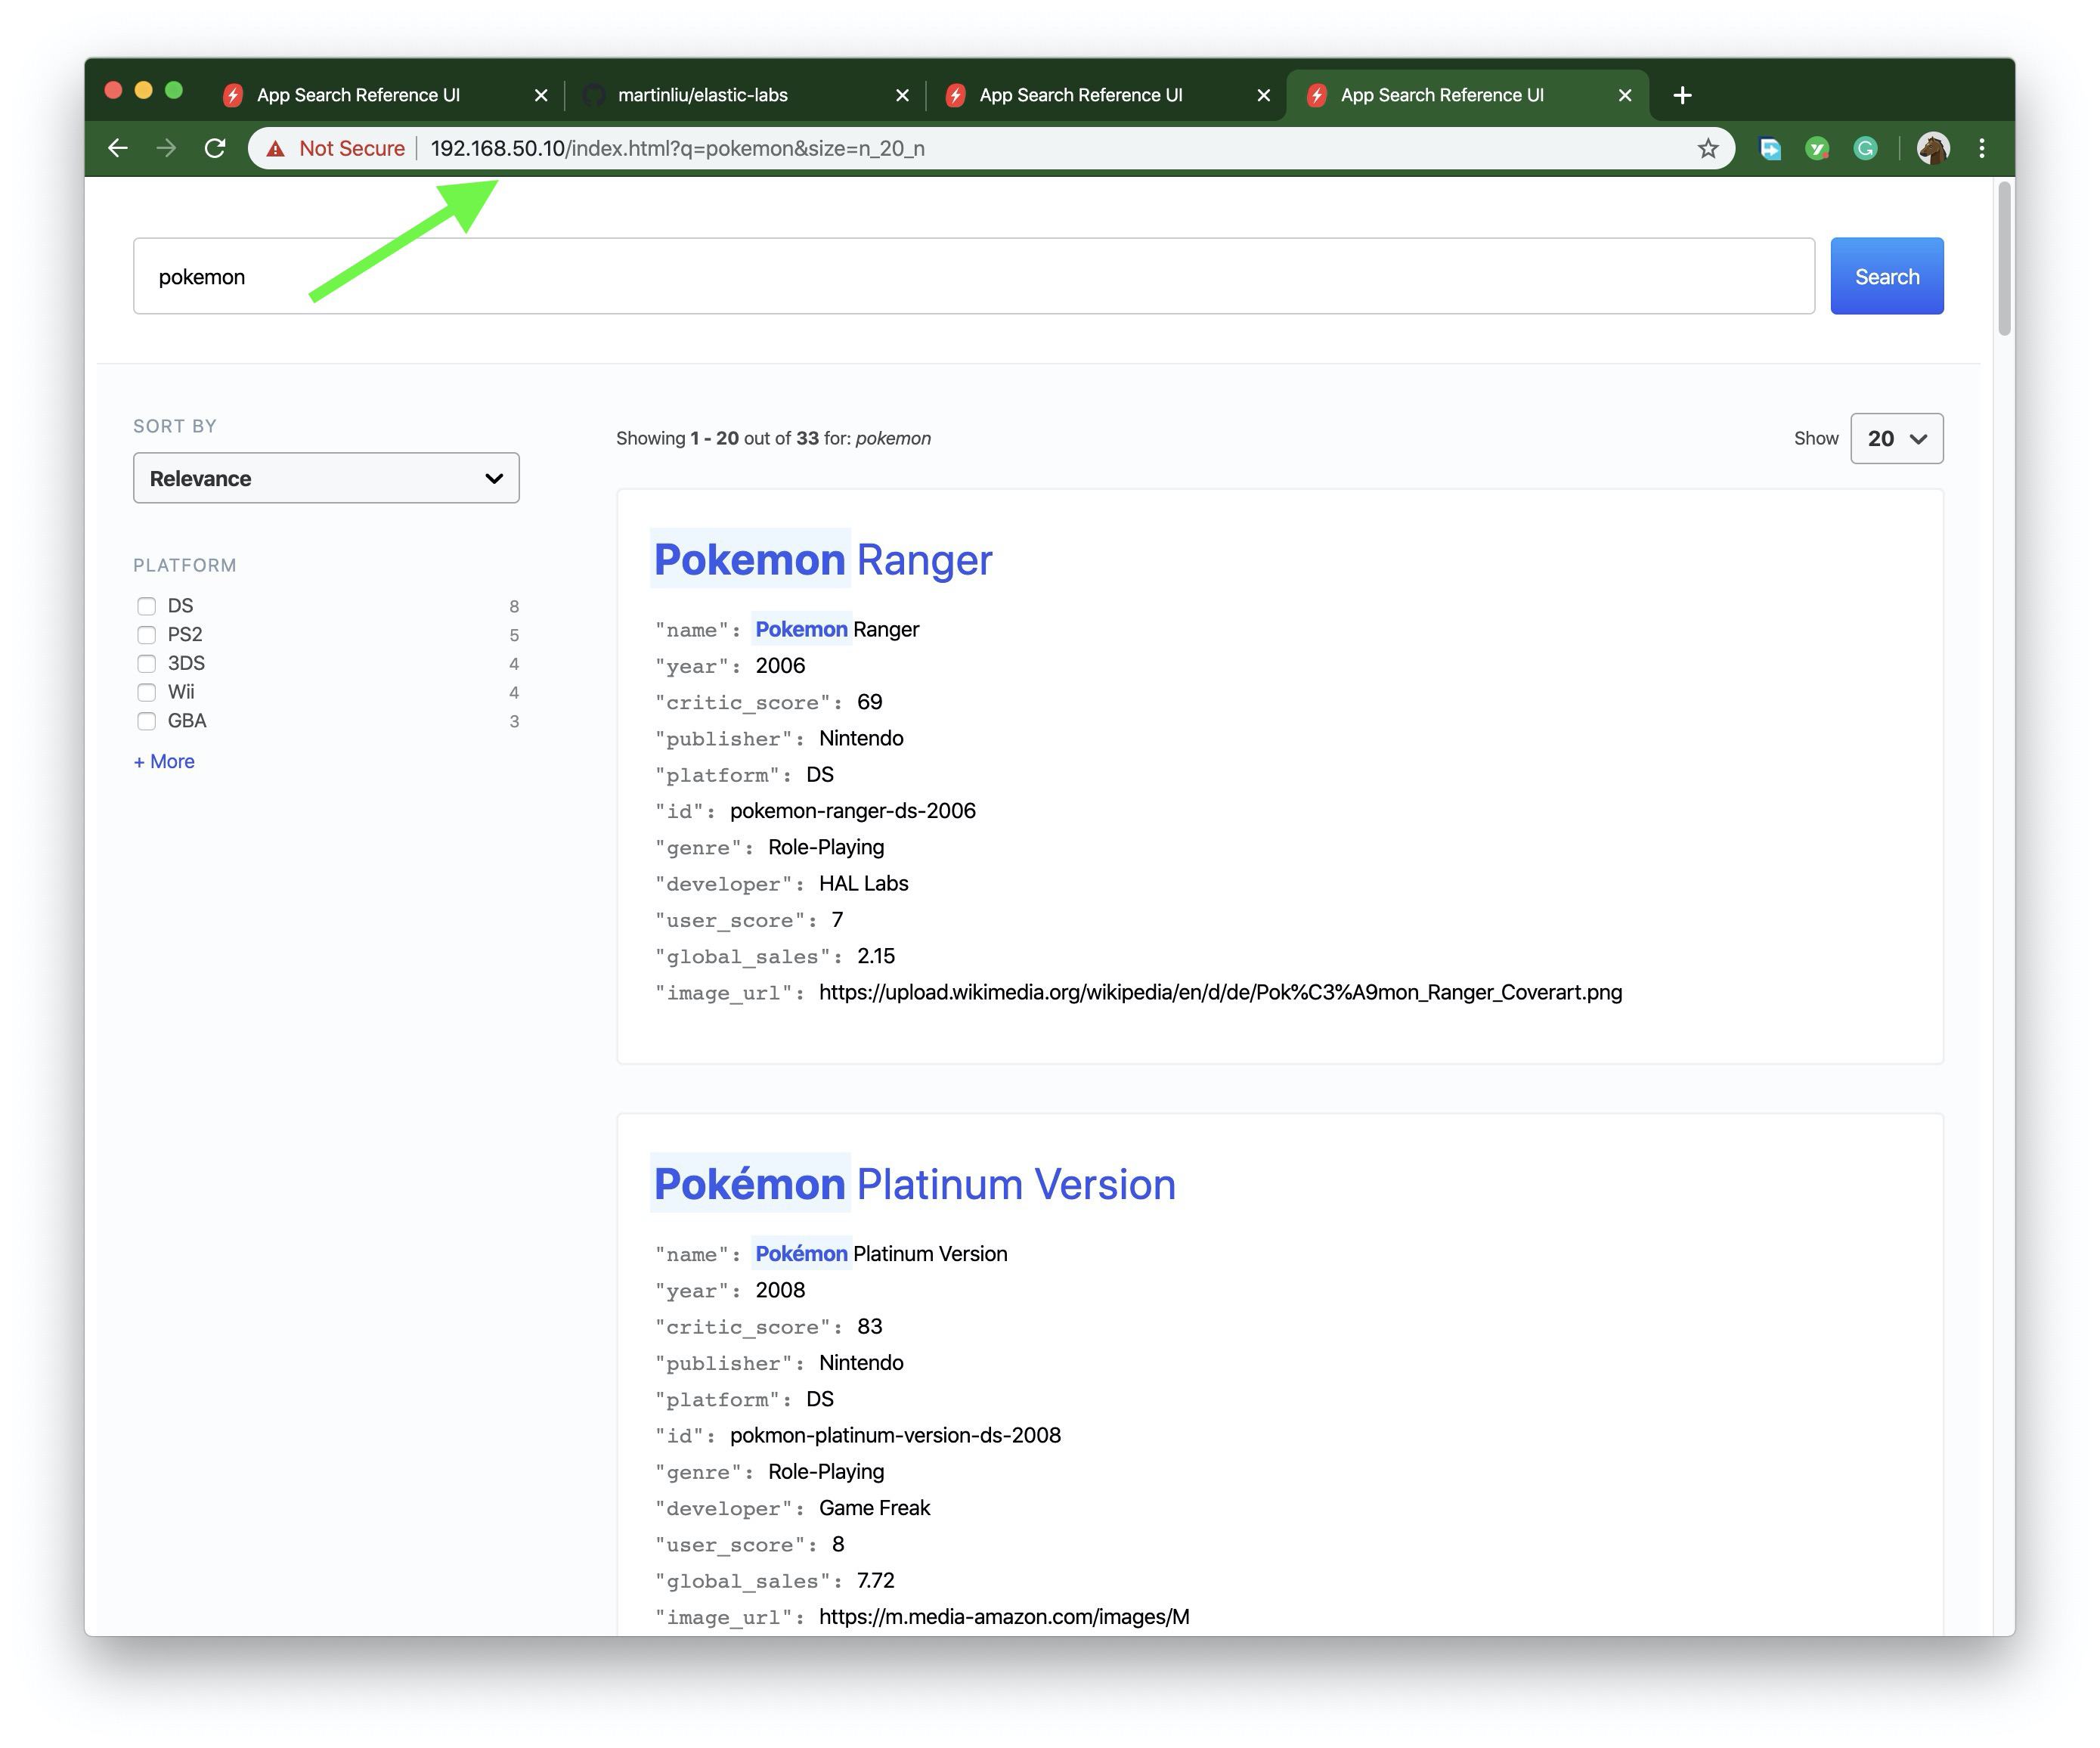 App Search Reference UI
martinliu/elastic-labs
App Search Reference UI
App Search Reference UI
Not Secure
192.168.50.10/index.html?q=pokemon&size=n_20_n
pokemon
Search
SORT BY
Relevance
PLATFORM
DS 8
PS2 5
3DS 4
Wii 4
GBA 3
+ More
Showing 1 - 20 out of 33 for: pokemon
Show 20
Pokemon Ranger
"name": Pokemon Ranger
"year": 2006
"critic_score": 69
"publisher": Nintendo
"platform": DS
"id": pokemon-ranger-ds-2006
"genre": Role-Playing
"developer": HAL Labs
"user_score": 7
"global_sales": 2.15
"image_url": https://upload.wikimedia.org/wikipedia/en/d/de/Pok%C3%A9mon_Ranger_Coverart.png
Pokémon Platinum Version
"name": Pokémon Platinum Version
"year": 2008
"critic_score": 83
"publisher": Nintendo
"platform": DS
"id": pokmon-platinum-version-ds-2008
"genre": Role-Playing
"developer": Game Freak
"user_score": 8
"global_sales": 7.72
"image_url": https://m.media-amazon.com/images/M